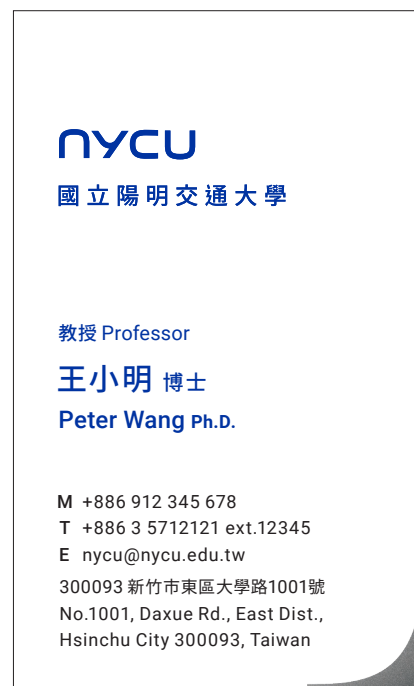 NYCU
國立陽明交通大學
教授 Professor
王小明 博士
Peter Wang Ph.D.
M +886 912 345 678
T +886 3 5712121 ext.12345
E nycu@nycu.edu.tw
300093 新竹市東區大學路1001號
No.1001, Daxue Rd., East Dist.,
Hsinchu City 300093, Taiwan